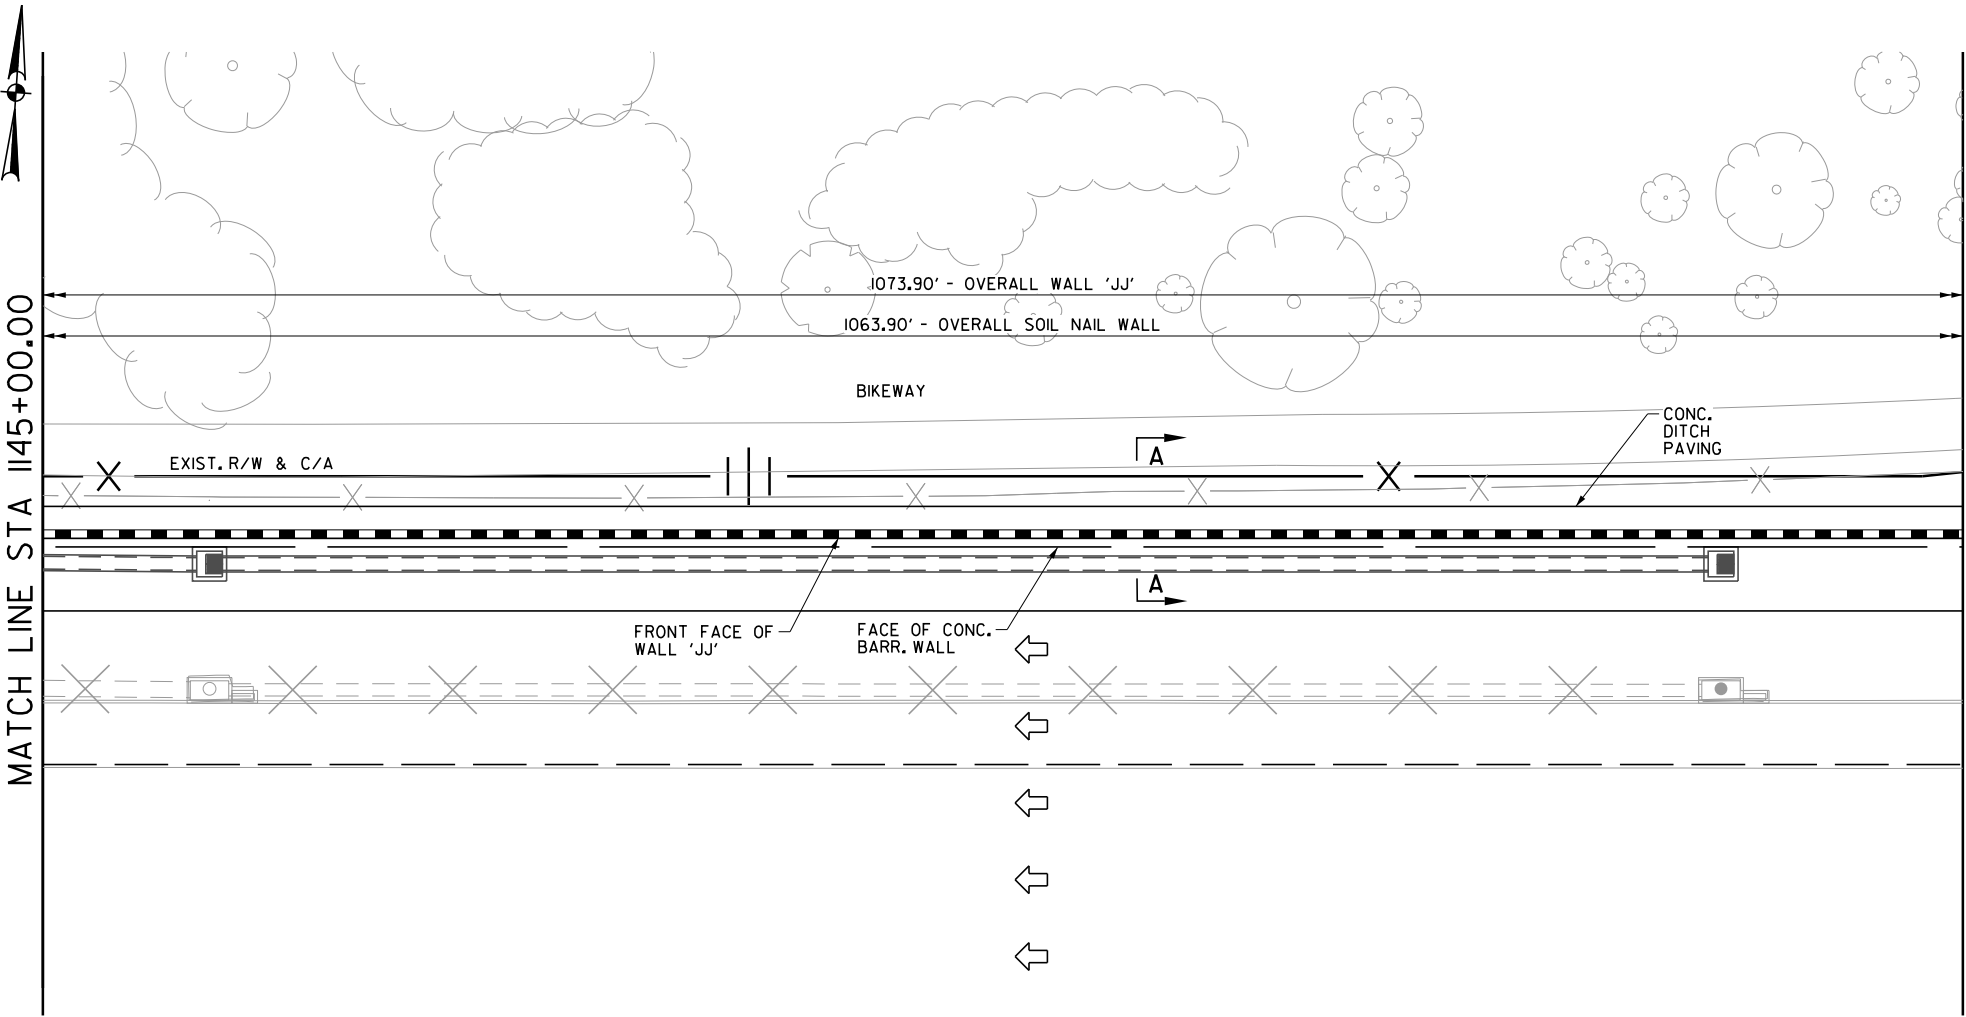 1073.90' - OVERALL WALL 'JJ'
1063.90' - OVERALL SOIL NAIL WALL
BIKEWAY
CONC.
DITCH
PAVING
A
EXIST. R/W & C/A
MATCH LINE STA 1145+00.00
A
FRONT FACE OF
WALL 'JJ'
FACE OF CONC.
BARR. WALL